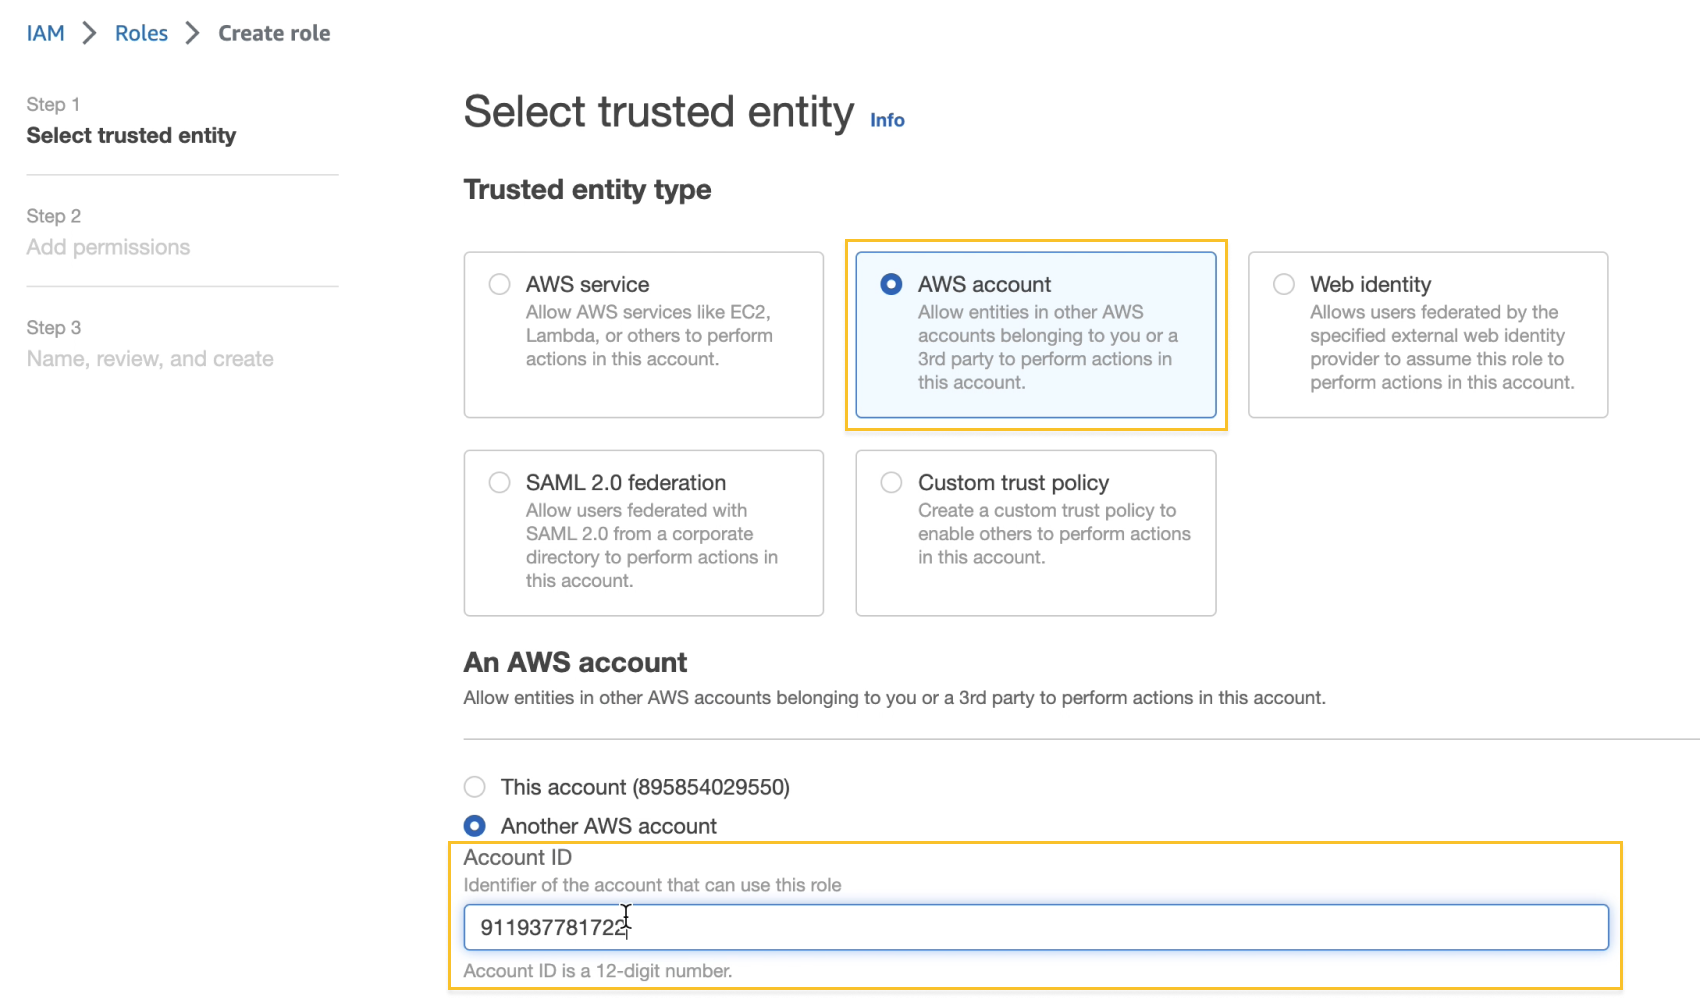 IAM > Roles > Create role
Step 1
Select trusted entity
Step 2
Add permissions
Step 3
Name, review, and create
Select trusted entity Info
Trusted entity type
AWS service
Allow AWS services like EC2,
Lambda, or others to perform
actions in this account.
AWS account
Allow entities in other AWS
accounts belonging to you or a
3rd party to perform actions in
this account.
Web identity
Allows users federated by the
specified external web identity
provider to assume this role to
perform actions in this account.
SAML 2.0 federation
Allow users federated with
SAML 2.0 from a corporate
directory to perform actions in
this account.
Custom trust policy
Create a custom trust policy to
enable others to perform actions
in this account.
An AWS account
Allow entities in other AWS accounts belonging to you or a 3rd party to perform actions in this account.
This account (895854029550)
Another AWS account
Account ID
Identifier of the account that can use this role
911937781722
Account ID is a 12-digit number.